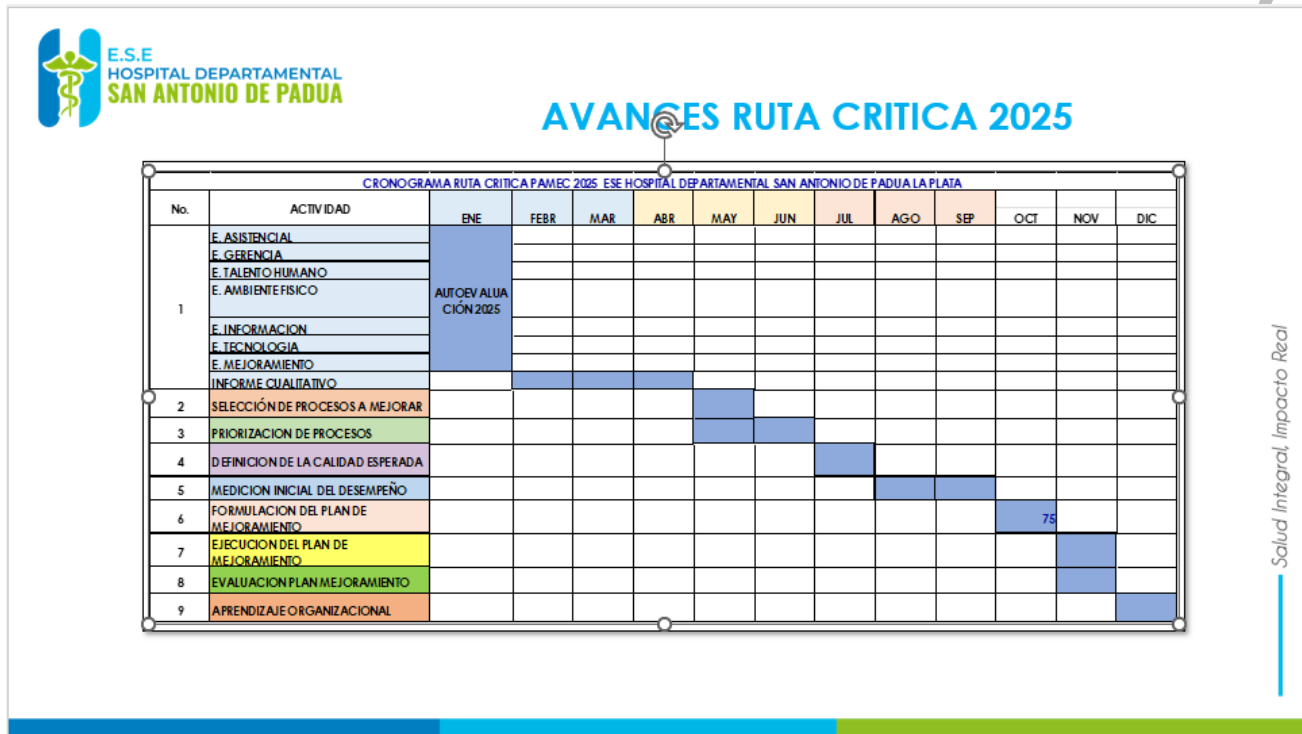 E.S.E
HOSPITAL DEPARTAMENTAL
SAN ANTONIO DE PADUA
AVANCES RUTA CRITICA 2025
CRONOGRAMA RUTA CRITICA PAMEC 2025 ESE HOSPITAL DEPARTAMENTAL SAN ANTONIO DE PADUA LA PLATA
No. ACTIVIDAD ENE FEBR MAR ABR MAY JUN JUL AGO SEP OCT NOV DIC
1
E. ASISTENCIAL
E. GERENCIA
E. TALENTO HUMANO
E. AMBIENTE FISICO
E. INFORMACION
E. TECNOLOGIA
E. MEJORAMIENTO
AUTOEVALUA
CIÓN 2025
INFORME CUALITATIVO
2 SELECCIÓN DE PROCESOS A MEJORAR
3 PRIORIZACION DE PROCESOS
4 DEFINICION DE LA CALIDAD ESPERADA
5 MEDICION INICIAL DEL DESEMPEÑO
6 FORMULACION DEL PLAN DE
MEJORAMIENTO 75
7 EJECUCION DEL PLAN DE
MEJORAMIENTO
8 EVALUACION PLAN MEJORAMIENTO
9 APRENDIZAJE ORGANIZACIONAL
Salud Integral, Impacto Real